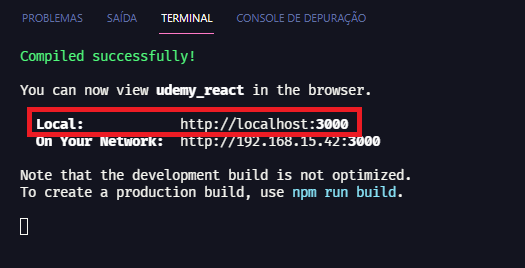 PROBLEMAS SAÍDA TERMINAL CONSOLE DE DEPURAÇÃO
Compiled successfully!
You can now view udemy_react in the browser.
Local: http://localhost:3000
On Your Network: http://192.168.15.42:3000
Note that the development build is not optimized.
To create a production build, use npm run build.